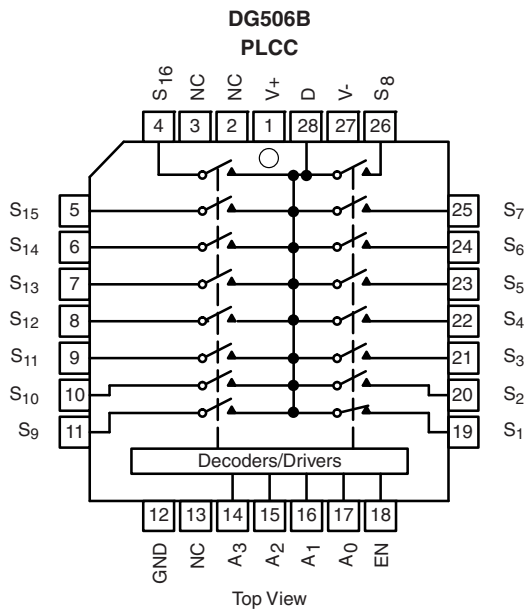 DG506B
PLCC
S16 NC NC V+ D V- S8
4 3 2 1 28 27 26
S15 5 25 S7
S14 6 24 S6
S13 7 23 S5
S12 8 22 S4
S11 9 21 S3
S10 10 20 S2
S9 11 19 S1
Decoders/Drivers
12 13 14 15 16 17 18
GND NC A3 A2 A1 A0 EN
Top View